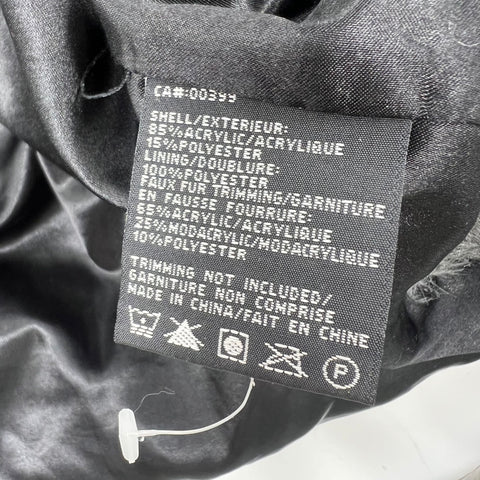 CA#:00399
SHELL/EXTERIEUR:
85%ACRYLIC/ACRYLIQUE
15%POLYESTER
LINING/DOUBLURE:
100%POLYESTER
FAUX FUR TRIMMING/GARNITURE
EN FAUSSE FOURRURE:
65%ACRYLIC/ACRYLIQUE
25%MODACRYLIC/MODACRYLIQUE
10%POLYESTER
TRIMMING NOT INCLUDED/
GARNITURE NON COMPRISE
MADE IN CHINA/FAIT EN CHINE
P